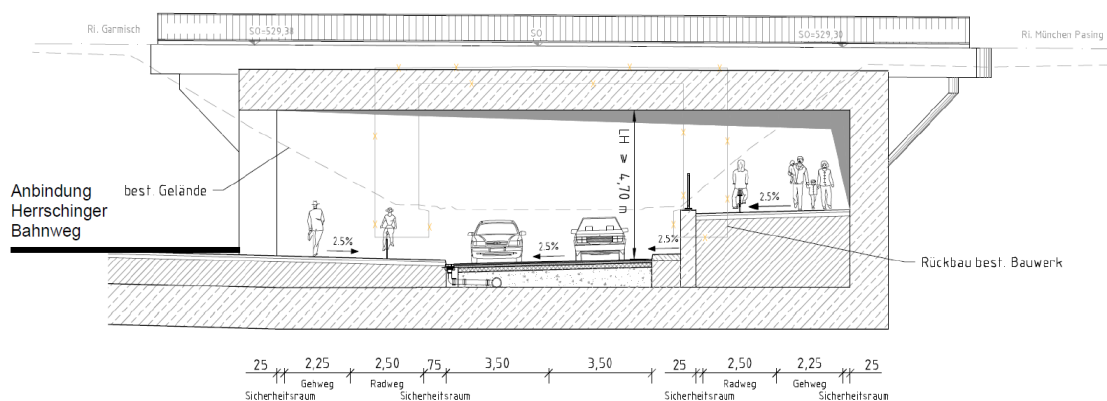 Ri. Garmisch
SO=529,38
SO
SO=529,30
Ri. München Pasing
LH ≥ 4,70 m
Anbindung
Herrschinger
Bahnweg
best Gelände
2.5%
2.5%
2.5%
2.5%
Rückbau best. Bauwerk
25 2,25 2,50 75 3,50 3,50 25 2,50 2,25 25
Gehweg Radweg Radweg Gehweg
Sicherheitsraum Sicherheitsraum Sicherheitsraum Sicherheitsraum